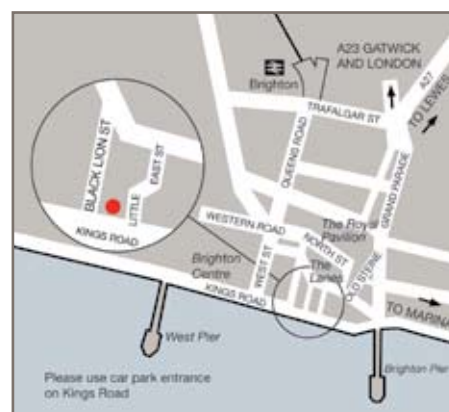 A23 GATWICK
AND LONDON
Brighton
A27
TO LEWES
TRAFALGAR ST
QUEENS ROAD
GRAND PARADE
BLACK LION ST
EAST ST
LITTLE
KINGS ROAD
WESTERN ROAD
The Royal
Pavilion
NORTH ST
Brighton
Centre
WEST ST
The
Lanes
OLD STEINE
KINGS ROAD
TO MARINA
West Pier
Brighton Pier
Please use car park entrance
on Kings Road